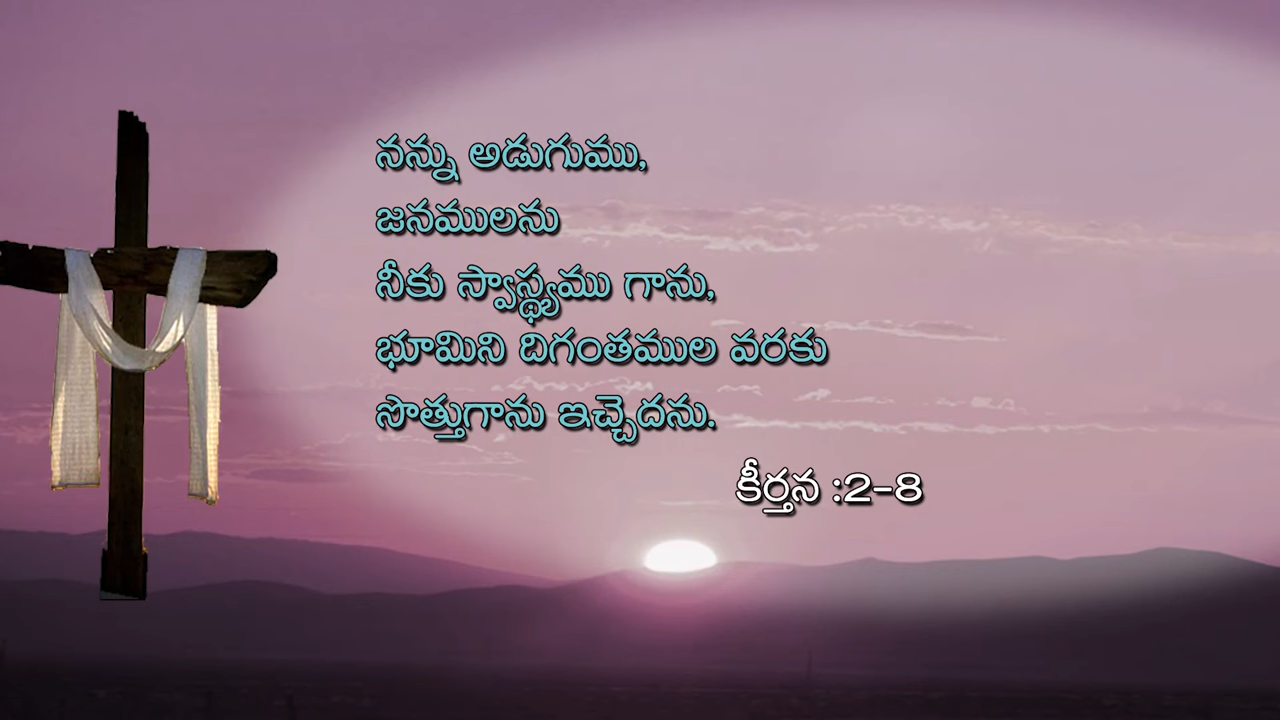 నన్ను అడుగుము,
జనములను
నీకు స్వాస్థ్యము గాను,
భూమిని దిగంతముల వరకు
సొత్తుగాను ఇచ్చెదను.
కీర్తన :2-8